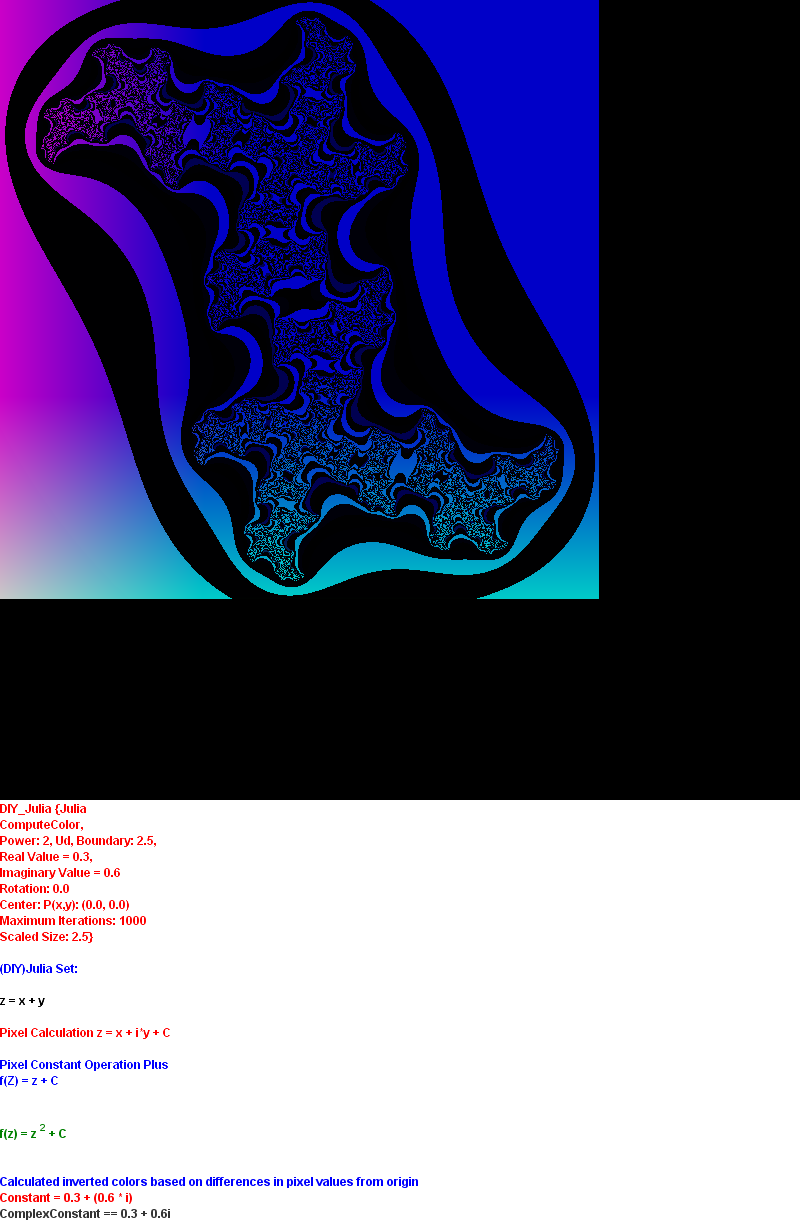 DIY_Julia {Julia
ComputeColor,
Power: 2, Ud, Boundary: 2.5,
Real Value = 0.3,
Imaginary Value = 0.6
Rotation: 0.0
Center: P(x,y): (0.0, 0.0)
Maximum Iterations: 1000
Scaled Size: 2.5}
(DIY)Julia Set:
z = x + y
Pixel Calculation z = x + i*y + C
Pixel Constant Operation Plus
f(Z) = z + C
f(z) = z ² + C
Calculated inverted colors based on differences in pixel values from origin
Constant = 0.3 + (0.6 * i)
ComplexConstant == 0.3 + 0.6i